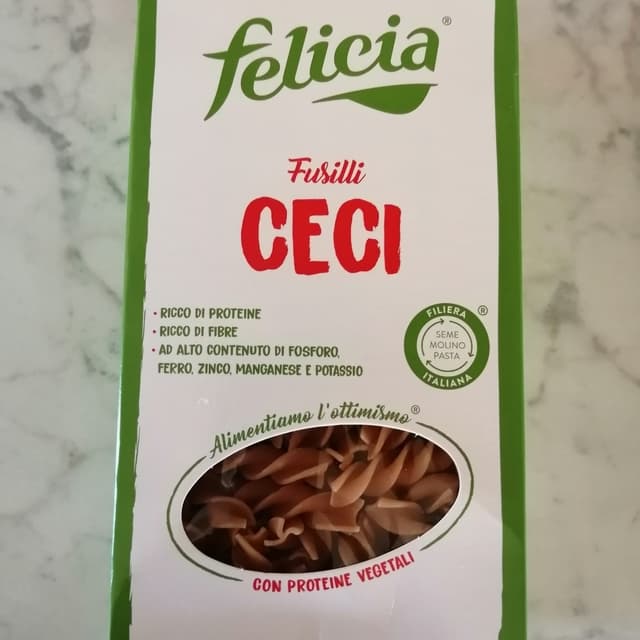 felicia®
Fusilli
CECI
• RICCO DI PROTEINE
• RICCO DI FIBRE
• AD ALTO CONTENUTO DI FOSFORO,
FERRO, ZINCO, MANGANESE E POTASSIO
FILIERA ®
SEME
MOLINO
PASTA
ITALIANA
Alimentiamo l'ottimismo®
CON PROTEINE VEGETALI